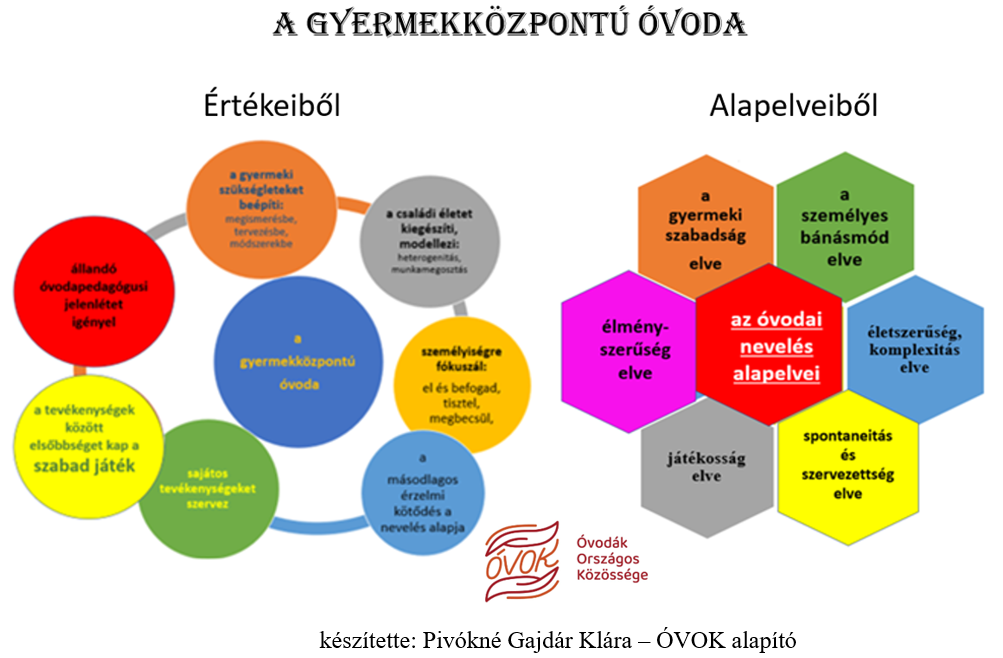 A GYERMEKKÖZPONTÚ ÓVODA
Értékeiből
a gyermeki
szükségleteket
beépíti:
megismerésbe,
tervezésbe,
módszerekbe
a családi életet
kiegészíti,
modellezi:
heterogenitás,
munkamegosztás
állandó
óvodapedagógusi
jelenlétet
igényel
a
gyermekközpontú
óvoda
személyiségre
fókuszál:
el és befogad,
tisztel,
megbecsül,
a tevékenységek
között
elsőbbséget kap a
szabad játék
sajátos
tevékenységeket
szervez
a
másodlagos
érzelmi
kötődés a
nevelés alapja
Alapelveiből
a
gyermeki
szabadság
elve
a
személyes
bánásmód
elve
élmény-
szerűség
elve
az óvodai
nevelés
alapelvei
életszerűség,
komplexitás
elve
játékosság
elve
spontaneitás
és
szervezettség
elve
ÓVOK
Óvodák
Országos
Közössége
készítette: Pivókné Gajdár Klára – ÓVOK alapító